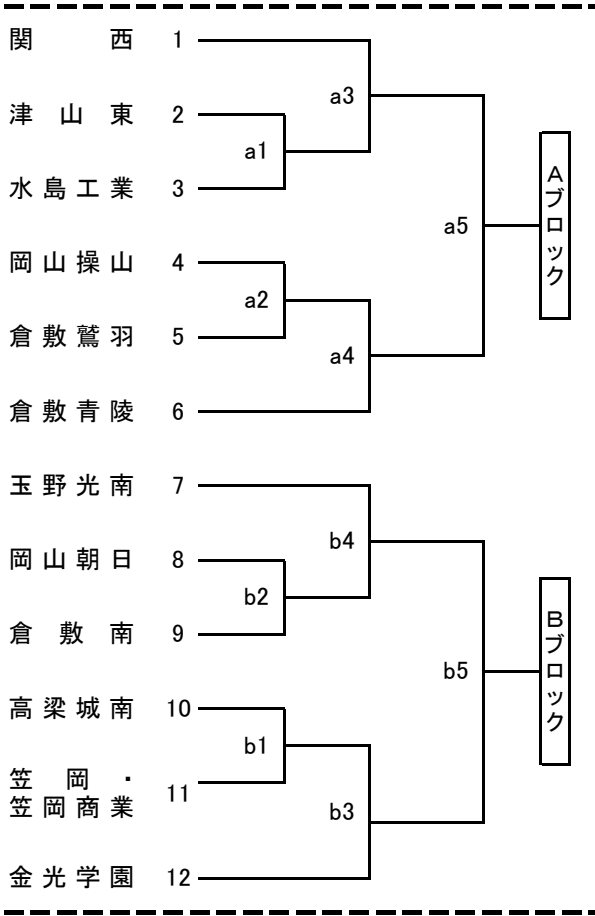 関西 1
a3
津山東 2
a1
水島工業 3
a5
Aブロック
岡山操山 4
a2
倉敷鷲羽 5
a4
倉敷青陵 6
玉野光南 7
b4
岡山朝日 8
b2
倉敷南 9
b5
Bブロック
高梁城南 10
b1
笠岡・
笠岡商業 11
b3
金光学園 12